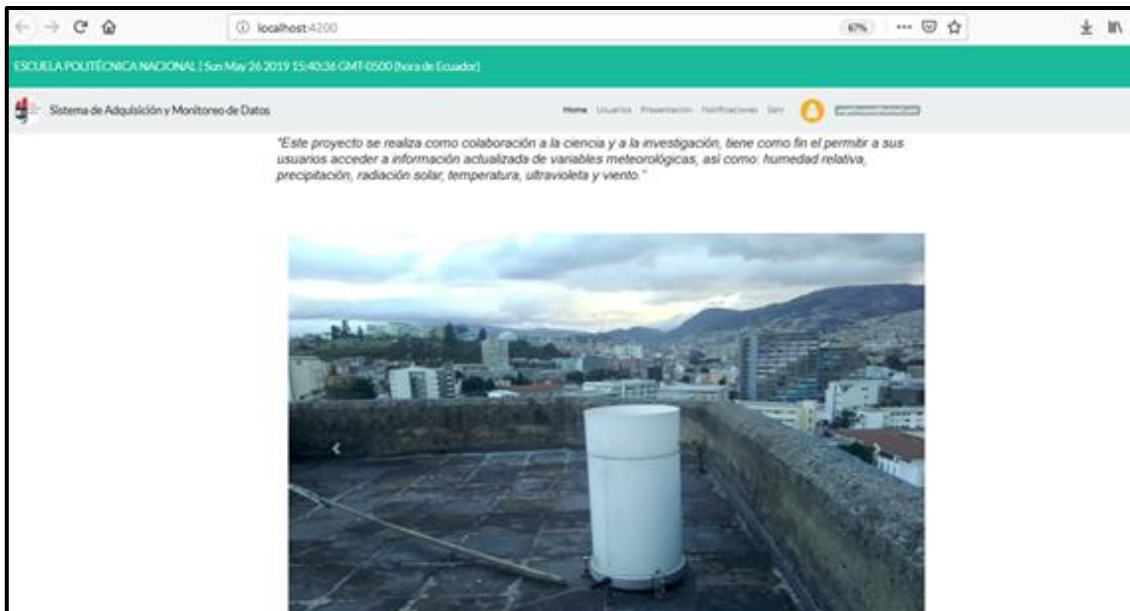 localhost:4200
67%
ESCUELA POLITÉCNICA NACIONAL | Sun May 26 2019 15:40:36 GMT-0500 (hora de Ecuador)
Sistema de Adquisición y Monitoreo de Datos Home Usuarios Presentación Notificaciones Salir
"Este proyecto se realiza como colaboración a la ciencia y a la investigación, tiene como fin el permitir a sus
usuarios acceder a información actualizada de variables meteorológicas, así como: humedad relativa,
precipitación, radiación solar, temperatura, ultravioleta y viento."